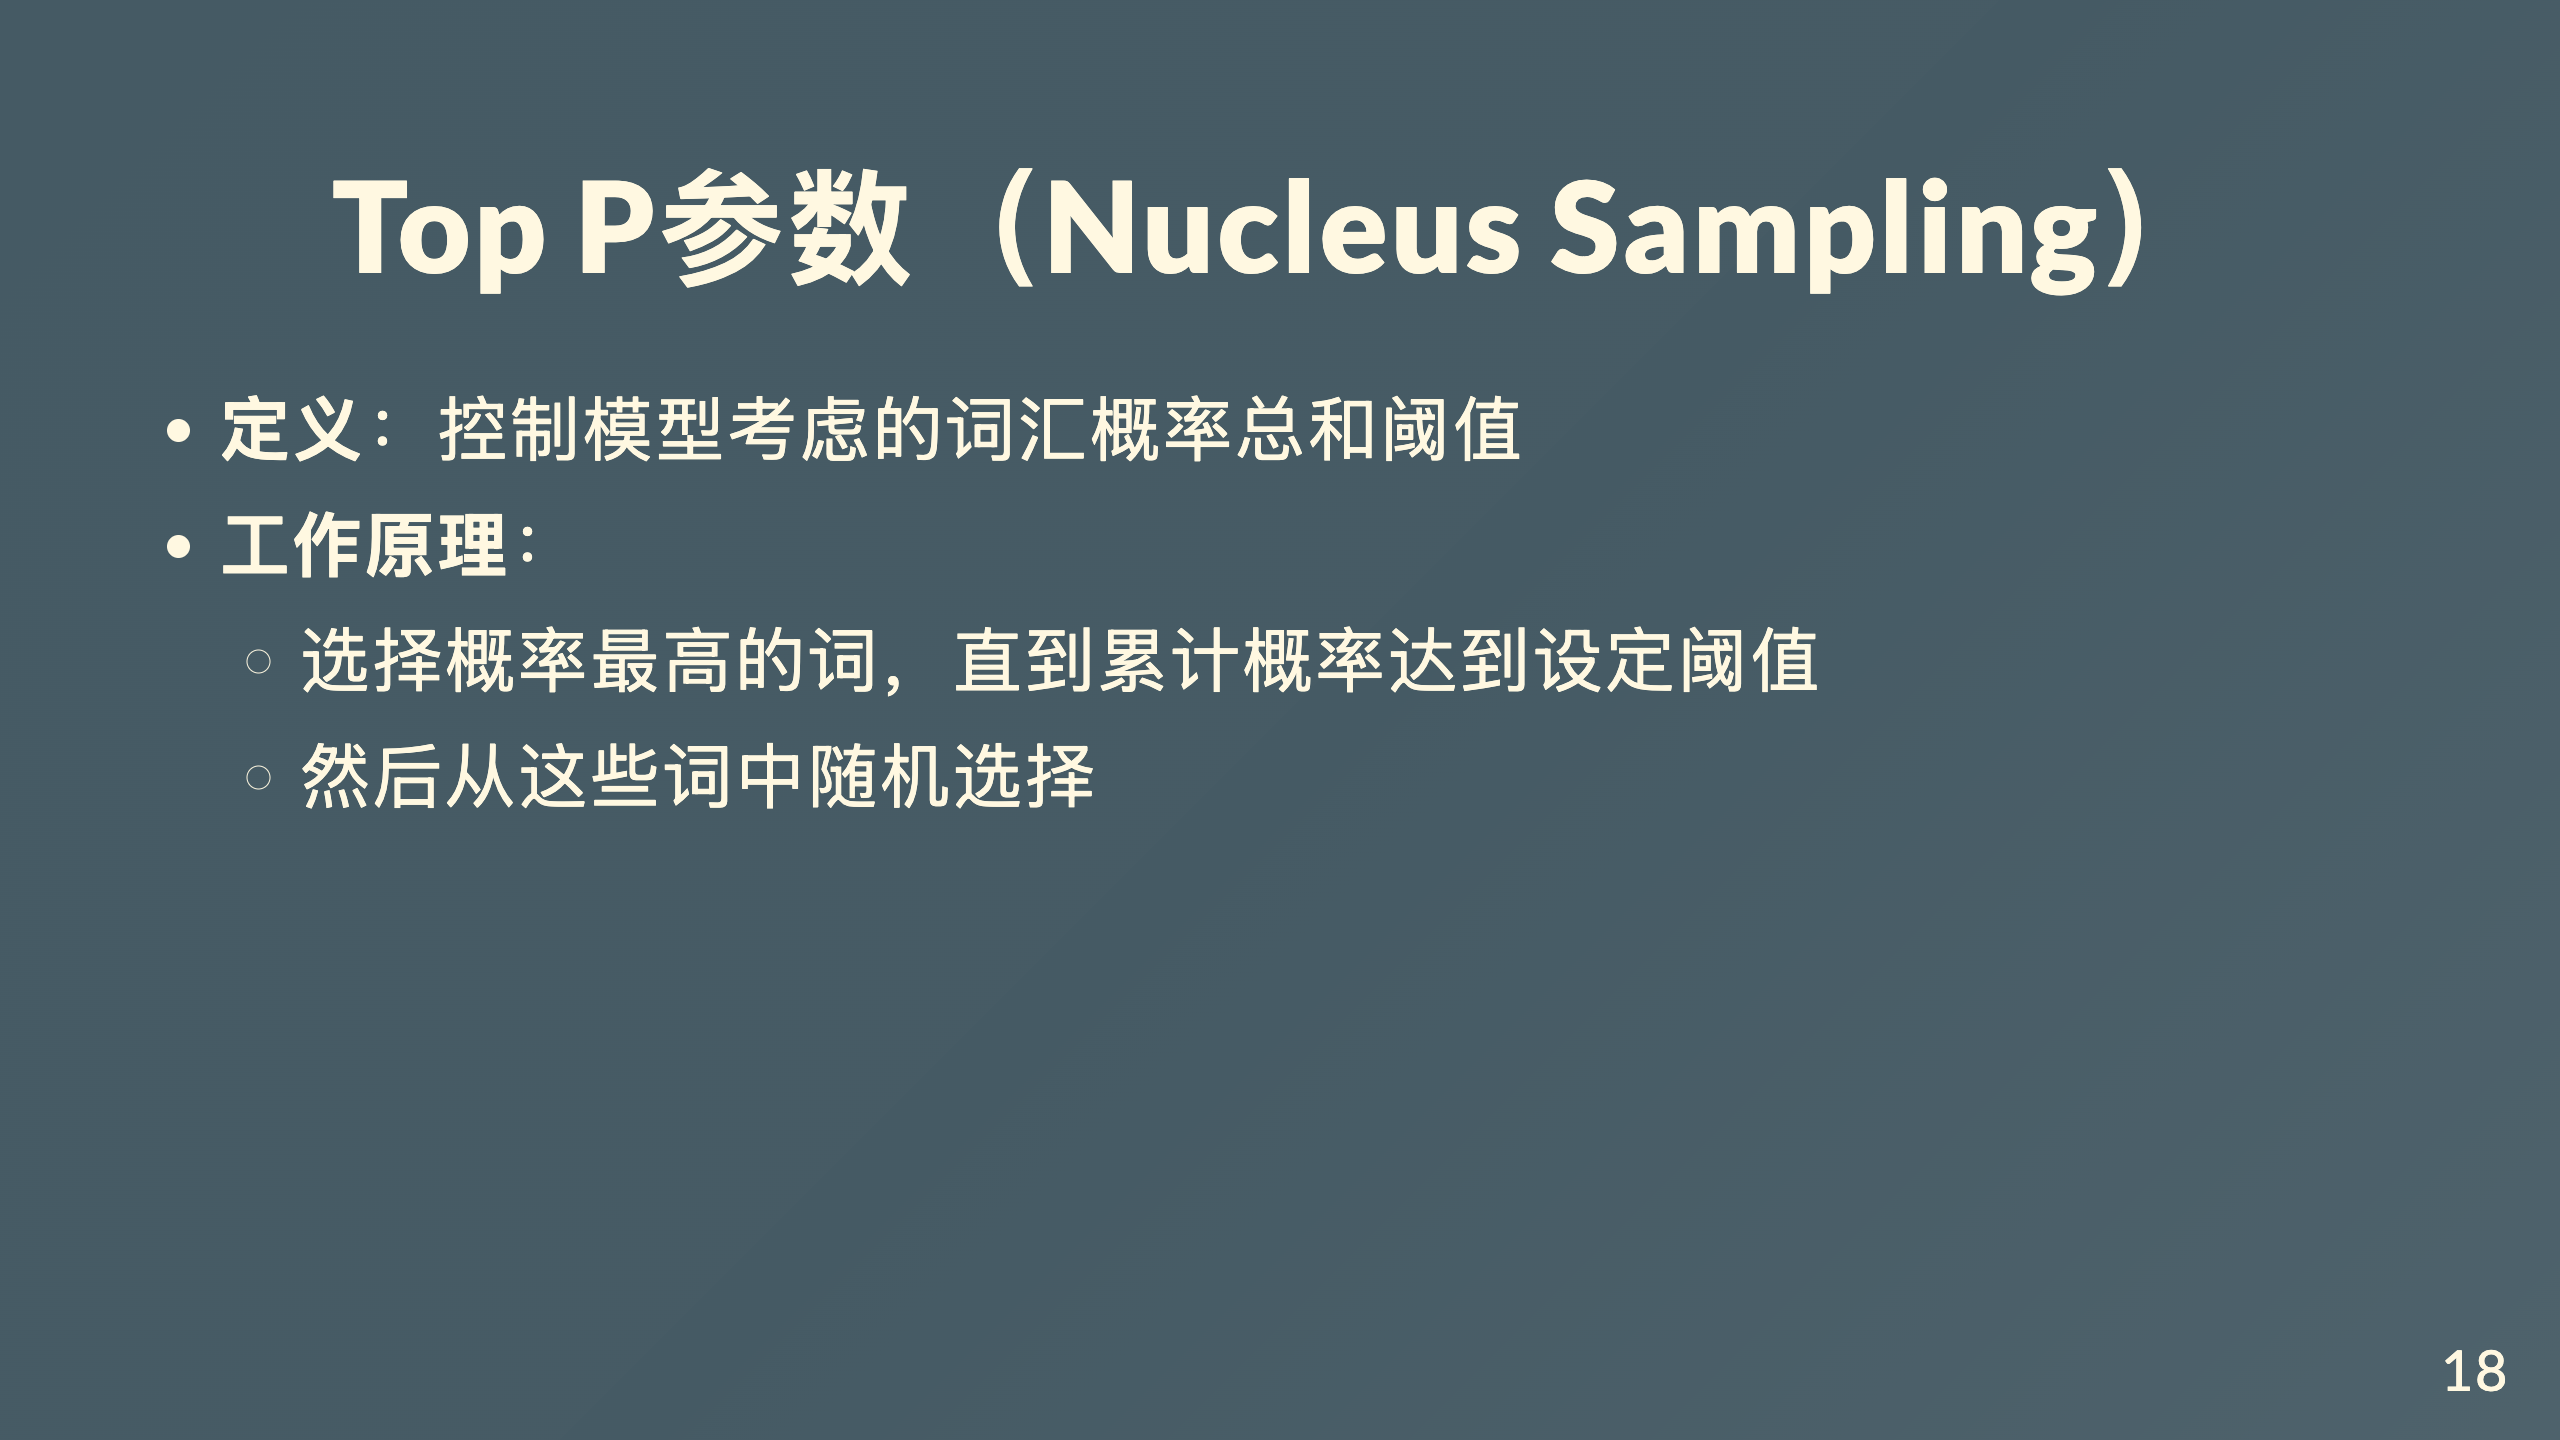 Top P参数（Nucleus Sampling）
• 定义：控制模型考虑的词汇概率总和阈值
• 工作原理：
○ 选择概率最高的词，直到累计概率达到设定阈值
○ 然后从这些词中随机选择
18